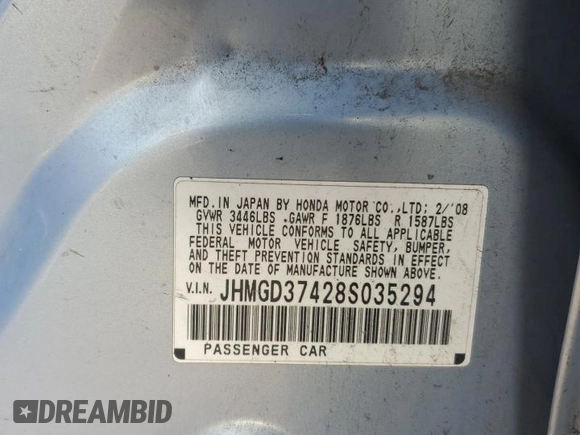 MFD. IN JAPAN BY HONDA MOTOR CO.,LTD; 2/'08
GVWR 3446LBS .GAWR F 1876LBS R 1587LBS
THIS VEHICLE CONFORMS TO ALL APPLICABLE
FEDERAL MOTOR VEHICLE SAFETY, BUMPER,
AND THEFT PREVENTION STANDARDS IN EFFECT
ON THE DATE OF MANUFACTURE SHOWN ABOVE.
V.I.N. JHMGD37428S035294
PASSENGER CAR
DREAMBID